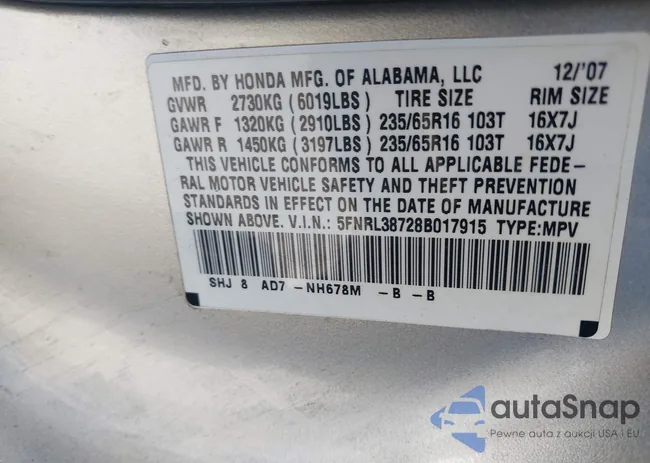 MFD. BY HONDA MFG. OF ALABAMA, LLC 12/'07
GVWR 2730KG (6019LBS) TIRE SIZE RIM SIZE
GAWR F 1320KG (2910LBS) 235/65R16 103T 16X7J
GAWR R 1450KG (3197LBS) 235/65R16 103T 16X7J
THIS VEHICLE CONFORMS TO ALL APPLICABLE FEDE-
RAL MOTOR VEHICLE SAFETY AND THEFT PREVENTION
STANDARDS IN EFFECT ON THE DATE OF MANUFACTURE
SHOWN ABOVE. V.I.N.: 5FNRL38728B017915 TYPE:MPV
SHJ 8 AD7 -NH678M -B -B
autaSnap
Pewne auta z aukcji USA i EU